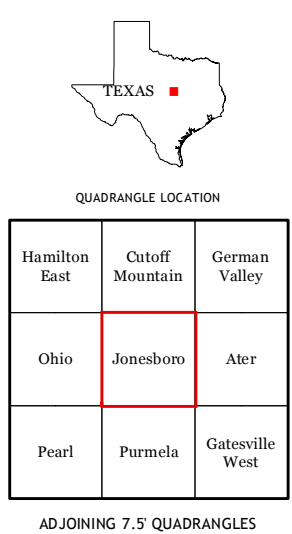 TEXAS
QUADRANGLE LOCATION
Hamilton
East
Cutoff
Mountain
German
Valley
Ohio
Jonesboro
Ater
Pearl
Purmela
Gatesville
West
ADJOINING 7.5' QUADRANGLES